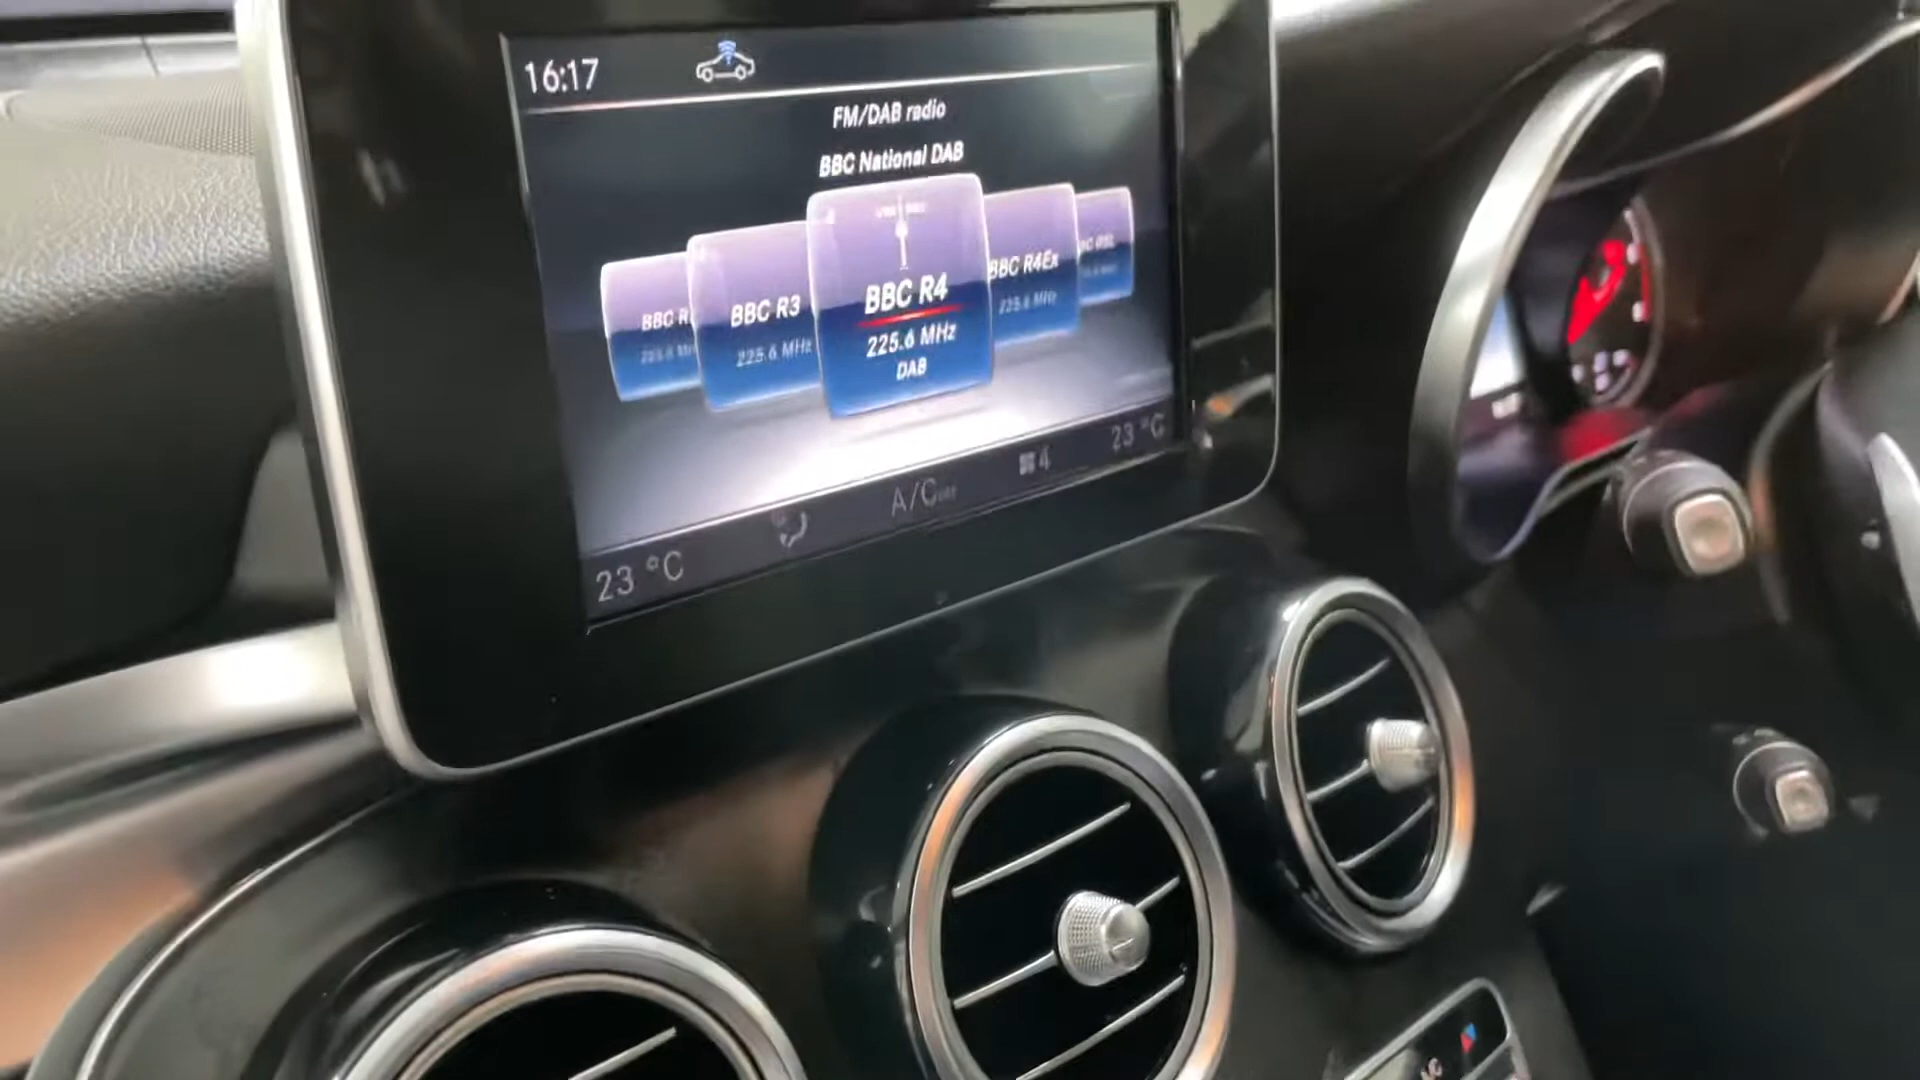 16:17
FM/DAB radio
BBC National DAB
BBC R
BBC R3
225.6 MHz
BBC R4
225.6 MHz
DAB
BBC R4Ex
225.6 MHz
23 °C
A/C
4
23 °C